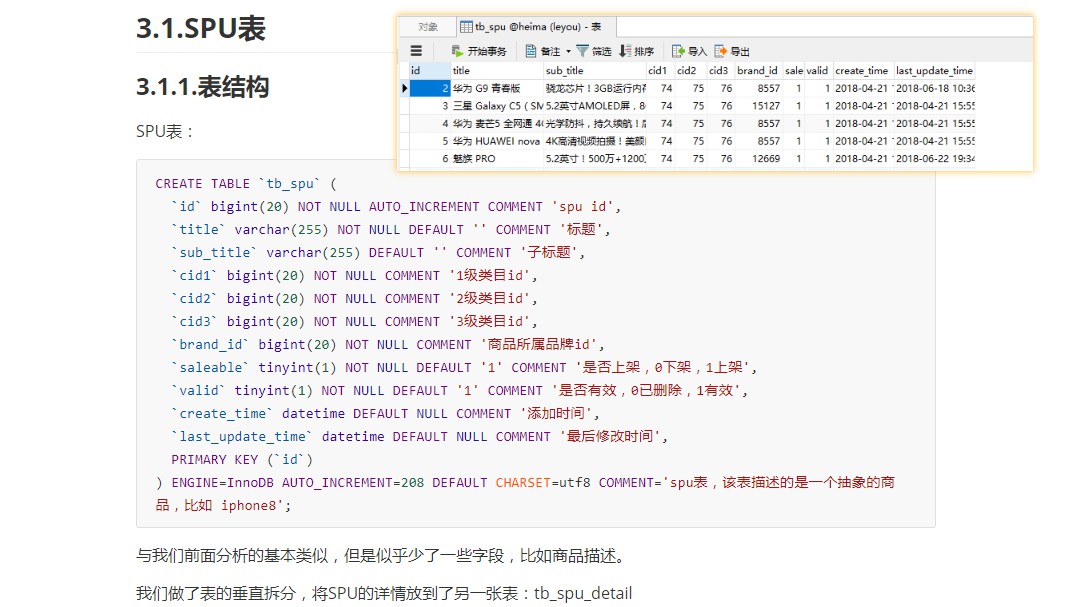 3.1.SPU表
3.1.1.表结构
SPU表：
对象 tb_spu @heima (leyou) - 表
开始事务 备注 筛选 排序 导入 导出
id title sub_title cid1 cid2 cid3 brand_id sale valid create_time last_update_time
2 华为 G9 青春版 骁龙芯片！3GB运行内存 74 75 76 8557 1 1 2018-04-21 2018-06-18 10:36
3 三星 Galaxy C5（SM 5.2英寸AMOLED屏，8 74 75 76 15127 1 1 2018-04-21 2018-04-21 15:55
4 华为 麦芒5 全网通 4G 光学防抖，持久续航！ 74 75 76 8557 1 1 2018-04-21 2018-04-21 15:55
5 华为 HUAWEI nova 4K高清视频拍摄！美颜 74 75 76 8557 1 1 2018-04-21 2018-04-21 15:55
6 魅族 PRO 5.2英寸！500万+1200 74 75 76 12669 1 1 2018-04-21 2018-06-22 19:34
CREATE TABLE `tb_spu` (
`id` bigint(20) NOT NULL AUTO_INCREMENT COMMENT 'spu id',
`title` varchar(255) NOT NULL DEFAULT '' COMMENT '标题',
`sub_title` varchar(255) DEFAULT '' COMMENT '子标题',
`cid1` bigint(20) NOT NULL COMMENT '1级类目id',
`cid2` bigint(20) NOT NULL COMMENT '2级类目id',
`cid3` bigint(20) NOT NULL COMMENT '3级类目id',
`brand_id` bigint(20) NOT NULL COMMENT '商品所属品牌id',
`saleable` tinyint(1) NOT NULL DEFAULT '1' COMMENT '是否上架，0下架，1上架',
`valid` tinyint(1) NOT NULL DEFAULT '1' COMMENT '是否有效，0已删除，1有效',
`create_time` datetime DEFAULT NULL COMMENT '添加时间',
`last_update_time` datetime DEFAULT NULL COMMENT '最后修改时间',
PRIMARY KEY (`id`)
) ENGINE=InnoDB AUTO_INCREMENT=208 DEFAULT CHARSET=utf8 COMMENT='spu表，该表描述的是一个抽象的商
品，比如 iphone8';
与我们前面分析的基本类似，但是似乎少了一些字段，比如商品描述。
我们做了表的垂直拆分，将SPU的详情放到了另一张表：tb_spu_detail